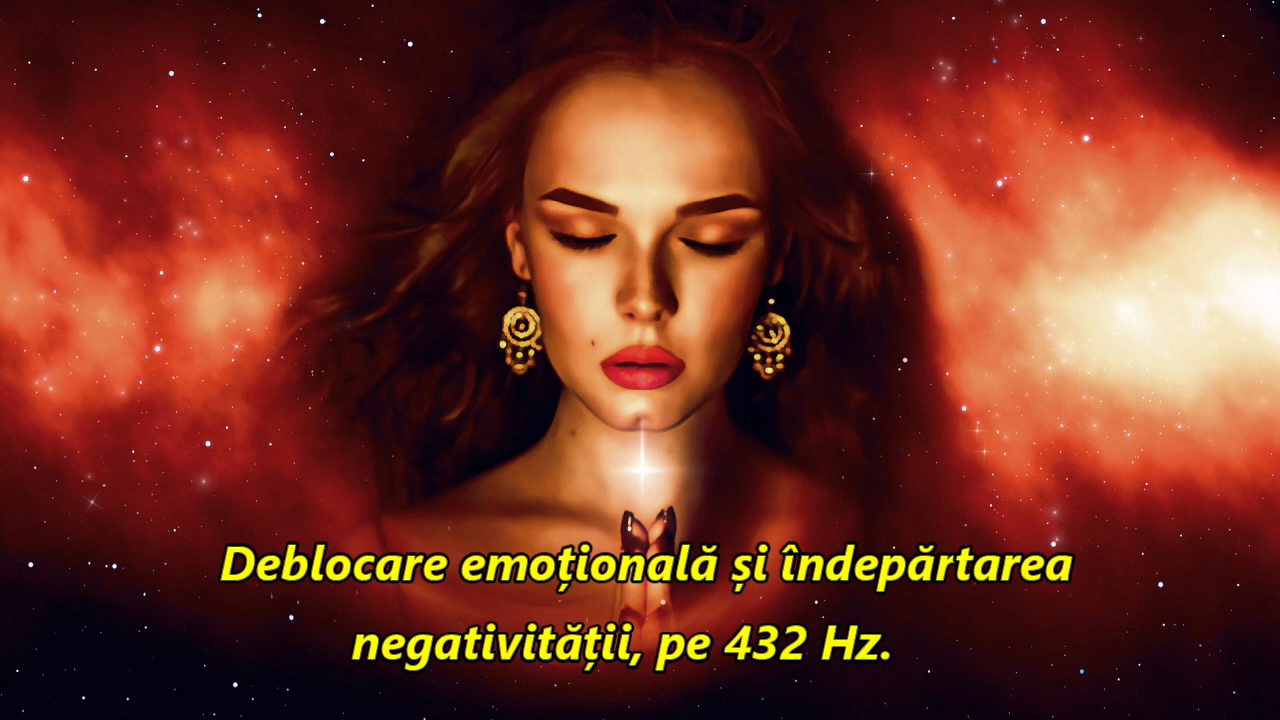 Deblocare emoțională și îndepărtarea
negativității, pe 432 Hz.